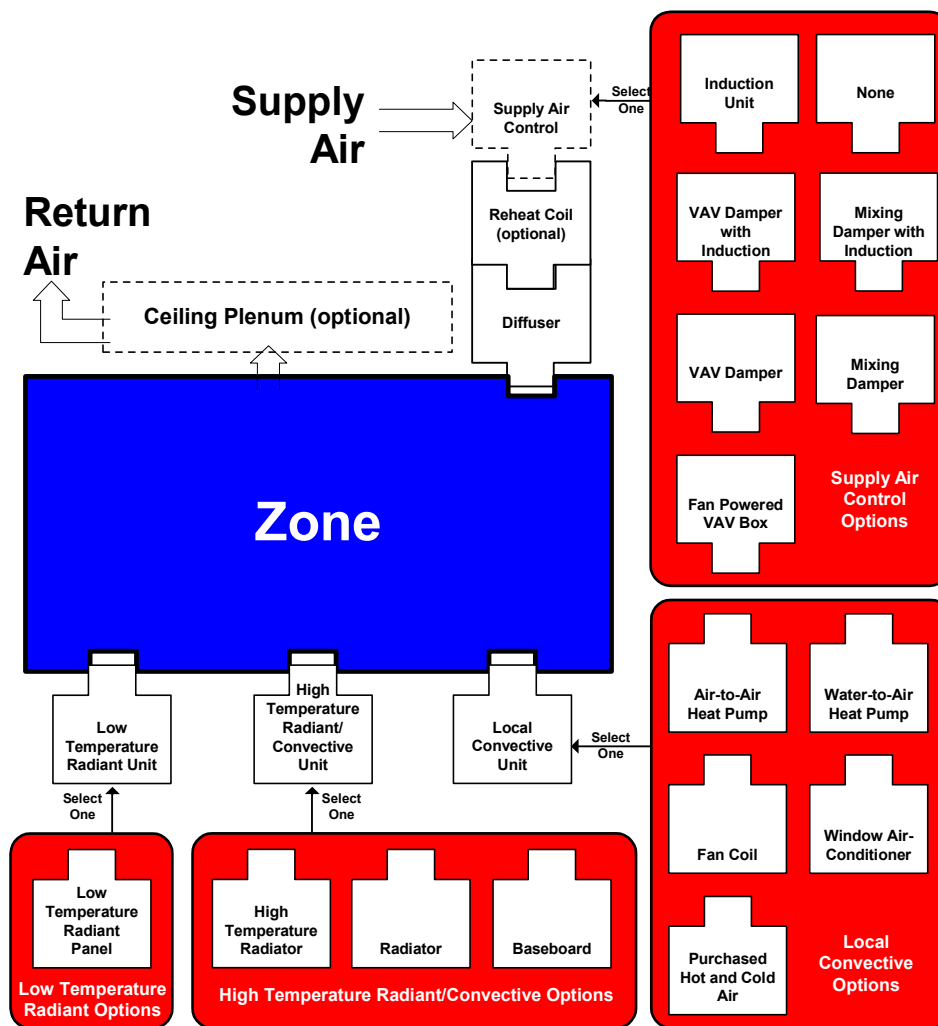 Supply
Air
Supply Air
Control
Select
One
Induction
Unit
None
Return
Air
Reheat Coil
(optional)
VAV Damper
with
Induction
Mixing
Damper with
Induction
Ceiling Plenum (optional)
Diffuser
VAV Damper
Mixing
Damper
Zone
Fan Powered
VAV Box
Supply Air
Control
Options
Low
Temperature
Radiant Unit
High
Temperature
Radiant/
Convective
Unit
Local
Convective
Unit
Select
One
Air-to-Air
Heat Pump
Water-to-Air
Heat Pump
Select
One
Select
One
Fan Coil
Window Air-
Conditioner
Low
Temperature
Radiant
Panel
High
Temperature
Radiator
Radiator
Baseboard
Purchased
Hot and Cold
Air
Local
Convective
Options
Low Temperature
Radiant Options
High Temperature Radiant/Convective Options